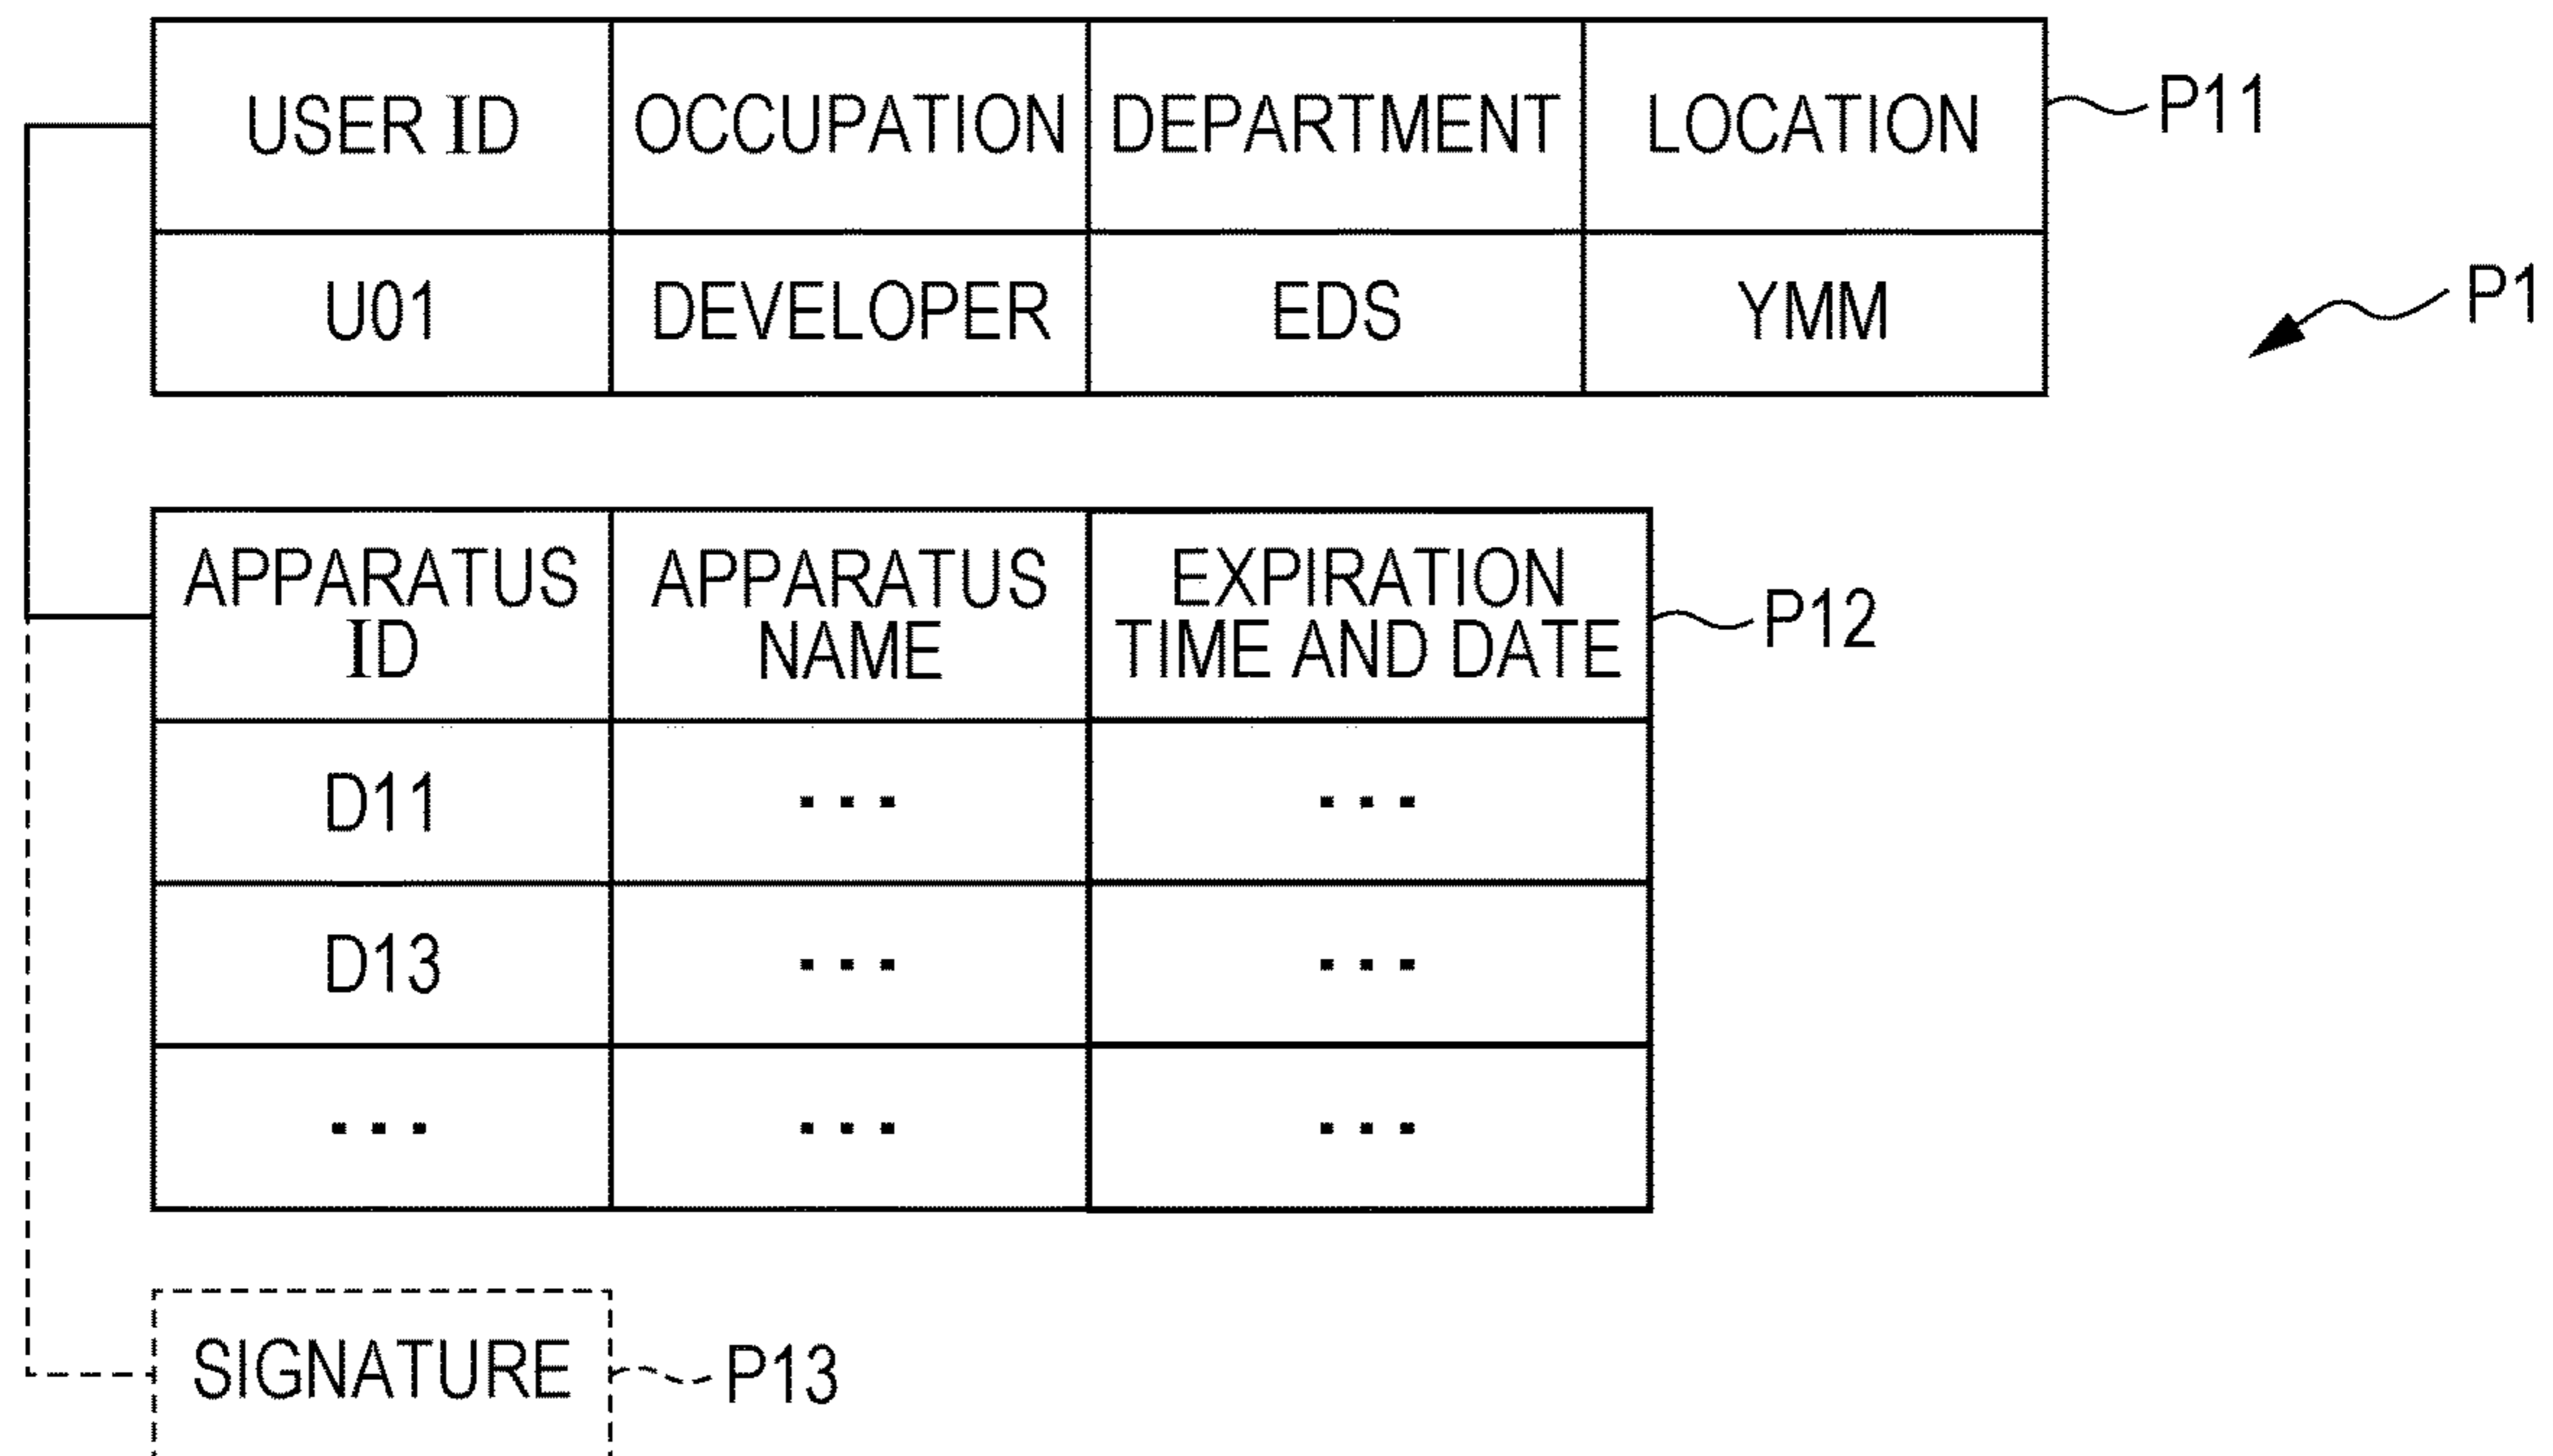 USER ID OCCUPATION DEPARTMENT LOCATION P11
U01 DEVELOPER EDS YMM P1
APPARATUS ID APPARATUS NAME EXPIRATION TIME AND DATE P12
D11 ... ...
D13 ... ...
... ... ...
SIGNATURE P13